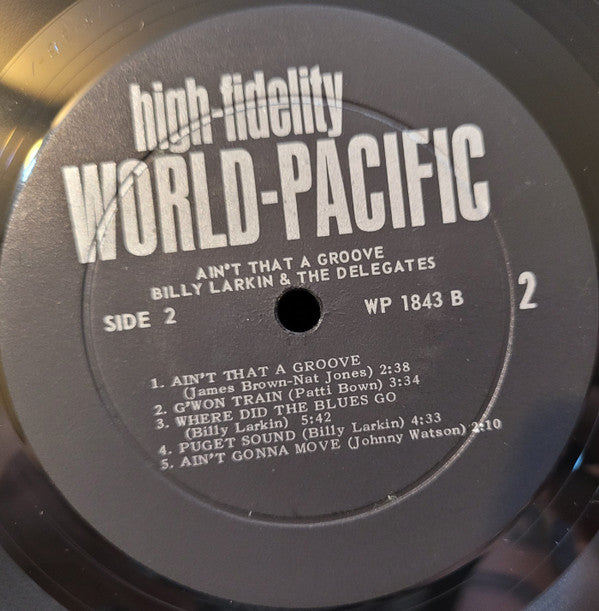 high-fidelity
WORLD-PACIFIC
AIN'T THAT A GROOVE
BILLY LARKIN & THE DELEGATES
SIDE 2
WP 1843 B
2
1. AIN'T THAT A GROOVE
(James Brown-Nat Jones) 2:38
2. G'WON TRAIN (Patti Bown) 3:34
3. WHERE DID THE BLUES GO
(Billy Larkin) 5:42
4. PUGET SOUND (Billy Larkin) 4:33
5. AIN'T GONNA MOVE (Johnny Watson) 2:10